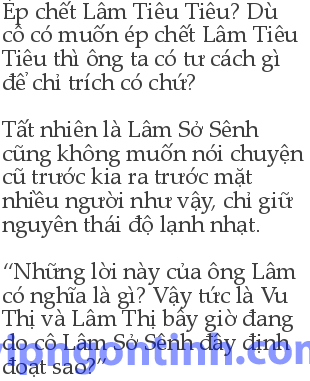 Ép chết Lâm Tiêu Tiêu? Dù
cô có muốn ép chết Lâm Tiêu
Tiêu thì ông ta có tư cách gì
để chỉ trích có chứ?

Tất nhiên là Lâm Sở Sênh
cũng không muốn nói chuyện
cũ trước kia ra trước mặt
nhiều người như vậy, chỉ giữ
nguyên thái độ lạnh nhạt.

“Những lời này của ông Lâm
có nghĩa là gì? Vậy tức là Vu
Thị và Lâm Thị bây giờ đang
do cô Lâm Sở Sênh đây định
đoạt sao?”
ngontinh.com